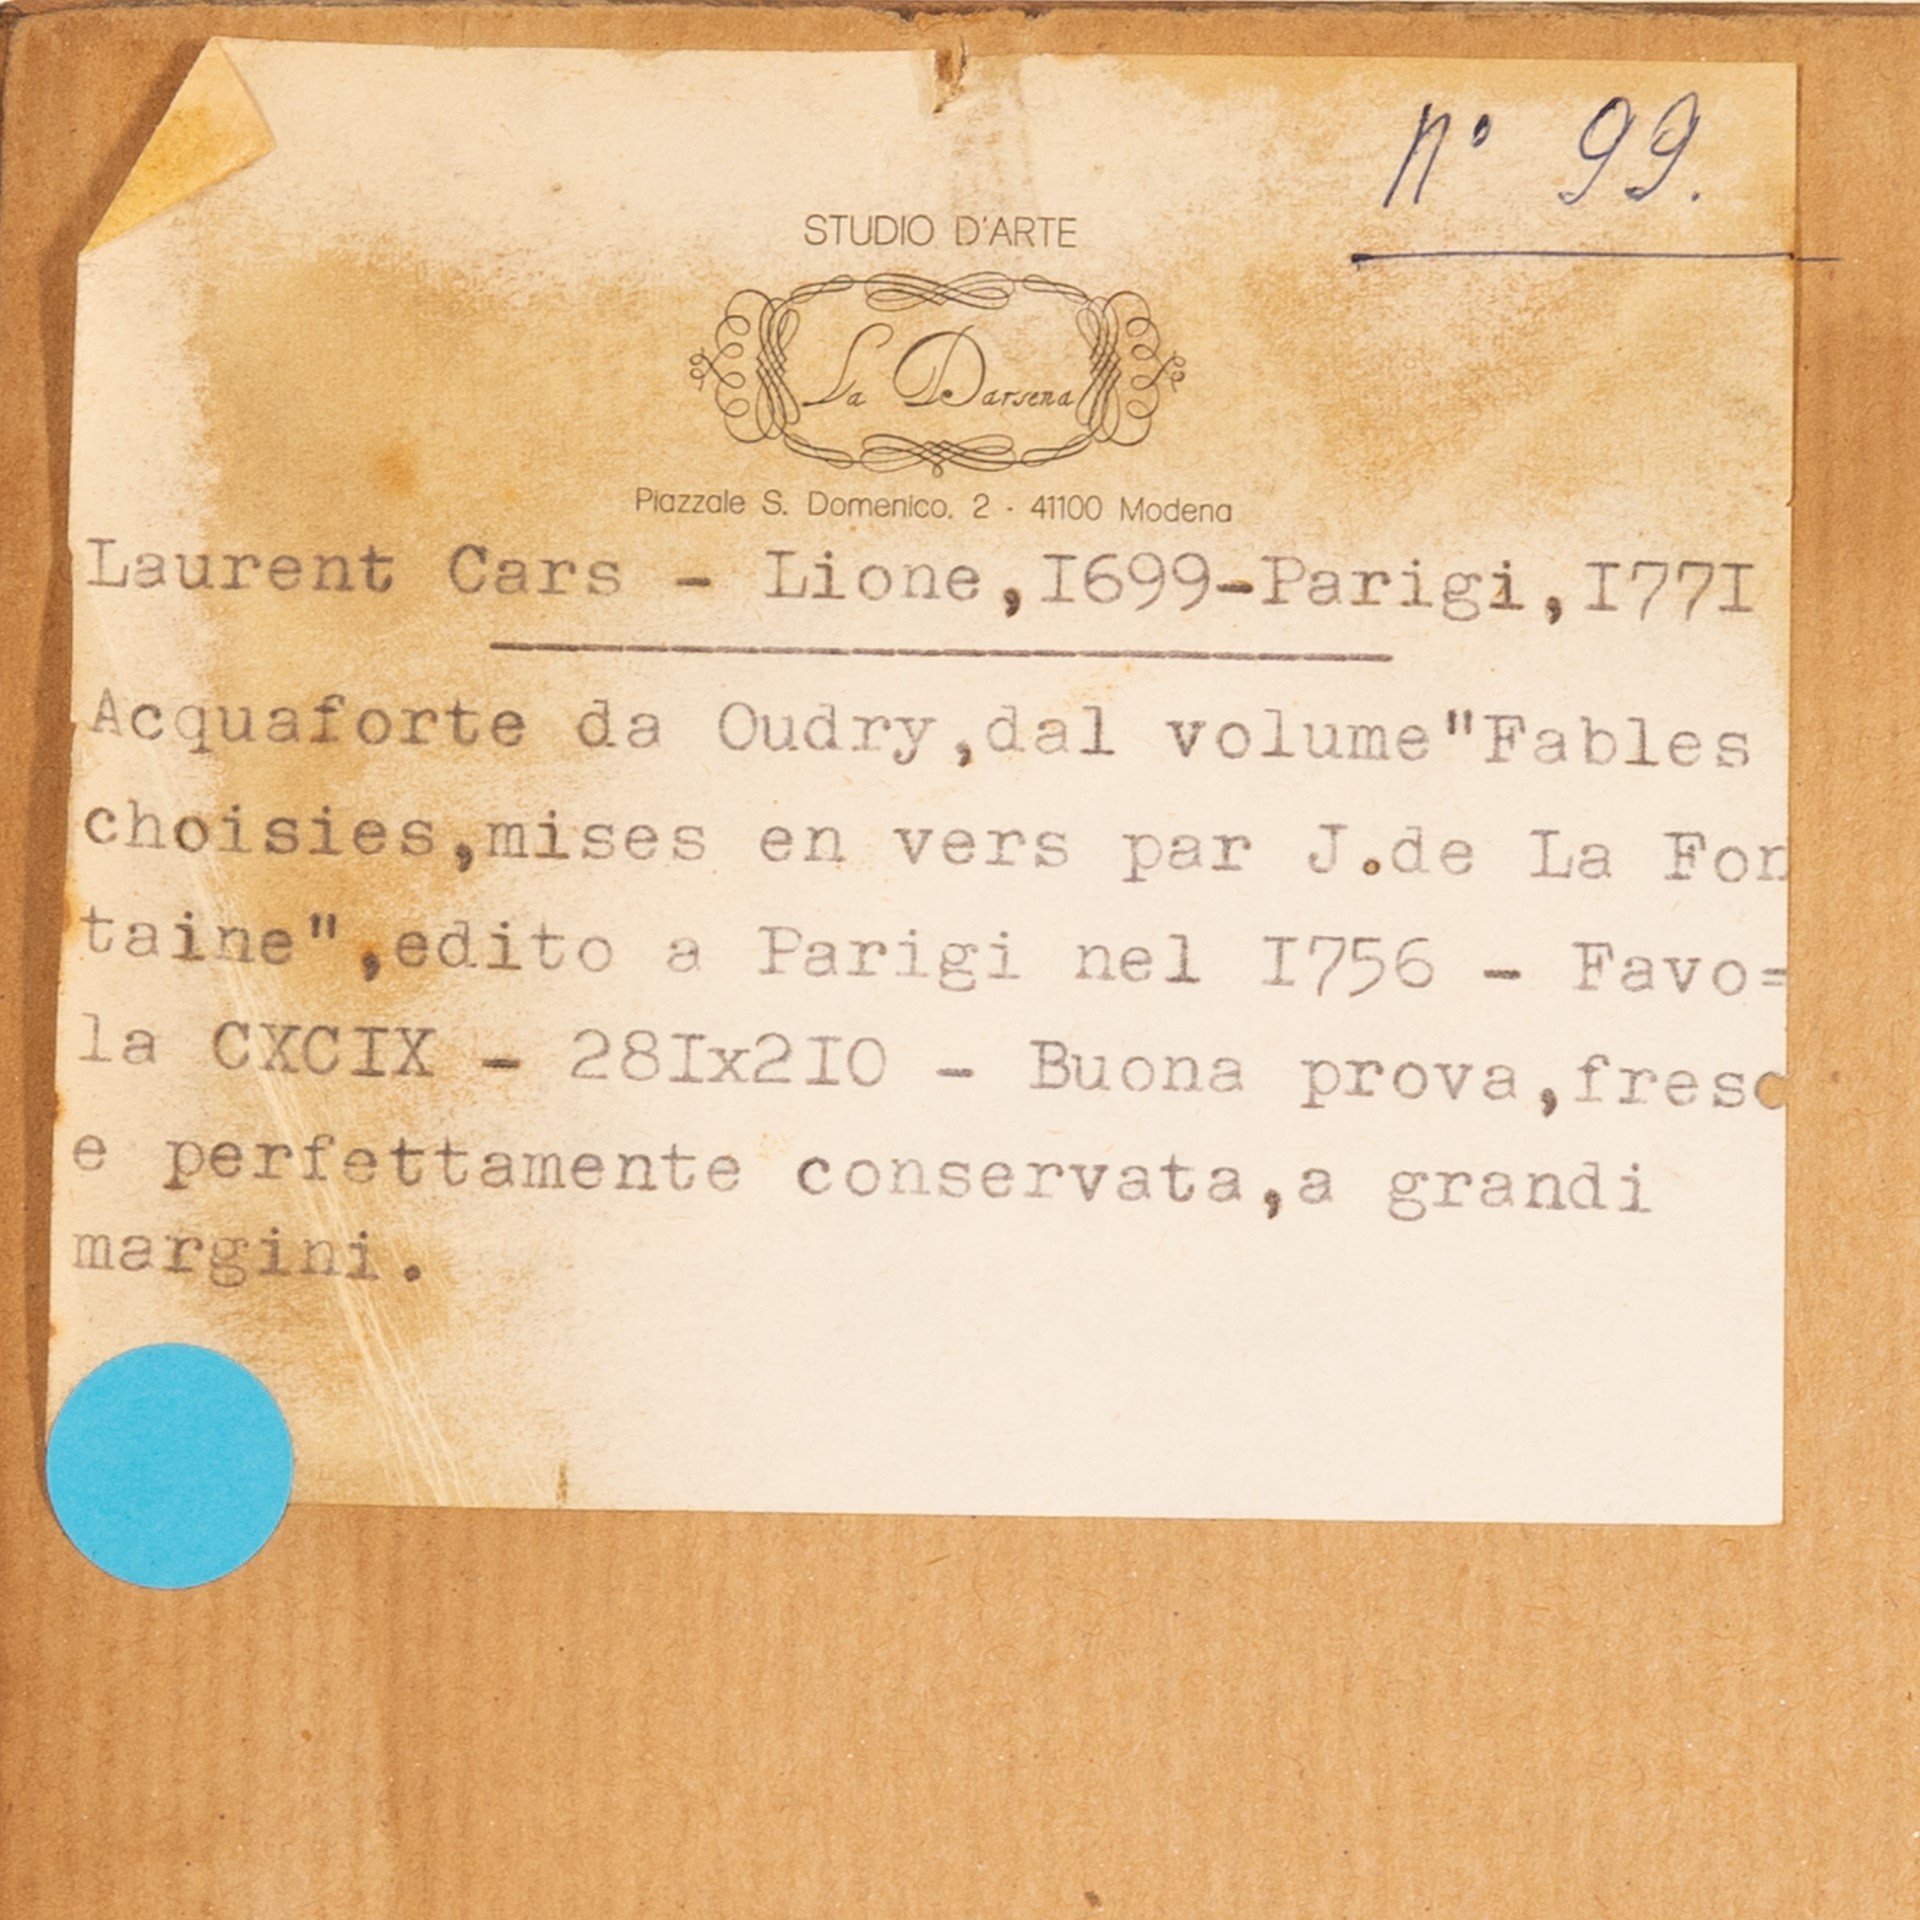 n° 99.
STUDIO D'ARTE
La Darsena
Piazzale S. Domenico, 2 - 41100 Modena
Laurent Cars - Lione,I699-Parigi,I77I
Acquaforte da Oudry,dal volume"Fables
choisies,mises en vers par J.de La Fon
taine",edito a Parigi nel I756 - Favo=
la CXCIX - 28Ix2I0 - Buona prova,fresc
e perfettamente conservata,a grandi
margini.